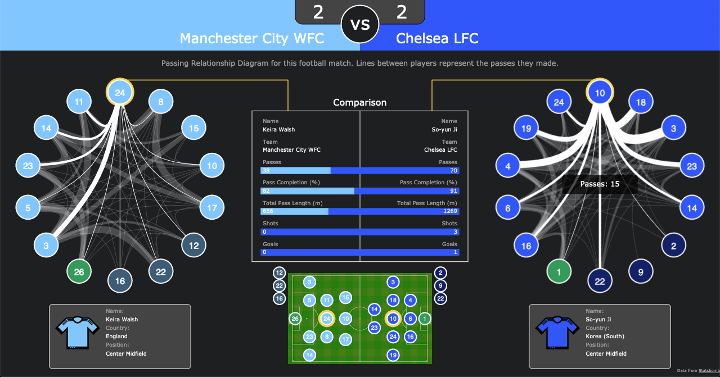 2 VS 2
Manchester City WFC Chelsea LFC
Passing Relationship Diagram for this football match. Lines between players represent the passes they made.
24
11 8
14 15
23 10
5 17
3 12
26 22
16
Comparison
Name Name
Keira Walsh So-yun Ji
Team Team
Manchester City WFC Chelsea LFC
Passes Passes
38 70
Pass Completion (%) Pass Completion (%)
92 91
Total Pass Length (m) Total Pass Length (m)
856 1269
Shots Shots
0 3
Goals Goals
0 1
10
24 18
19 3
4 23
Passes: 15
6 14
16 2
1 9
22
12 2
22 9
16 22
3
18 4
15
14
26 24 10 10 6 1
23
23 8 24 16
17
14 19
Name:
Keira Walsh
Country:
England
Position:
Center Midfield
Name:
So-yun Ji
Country:
Korea (South)
Position:
Center Midfield
Data From Statsbomb